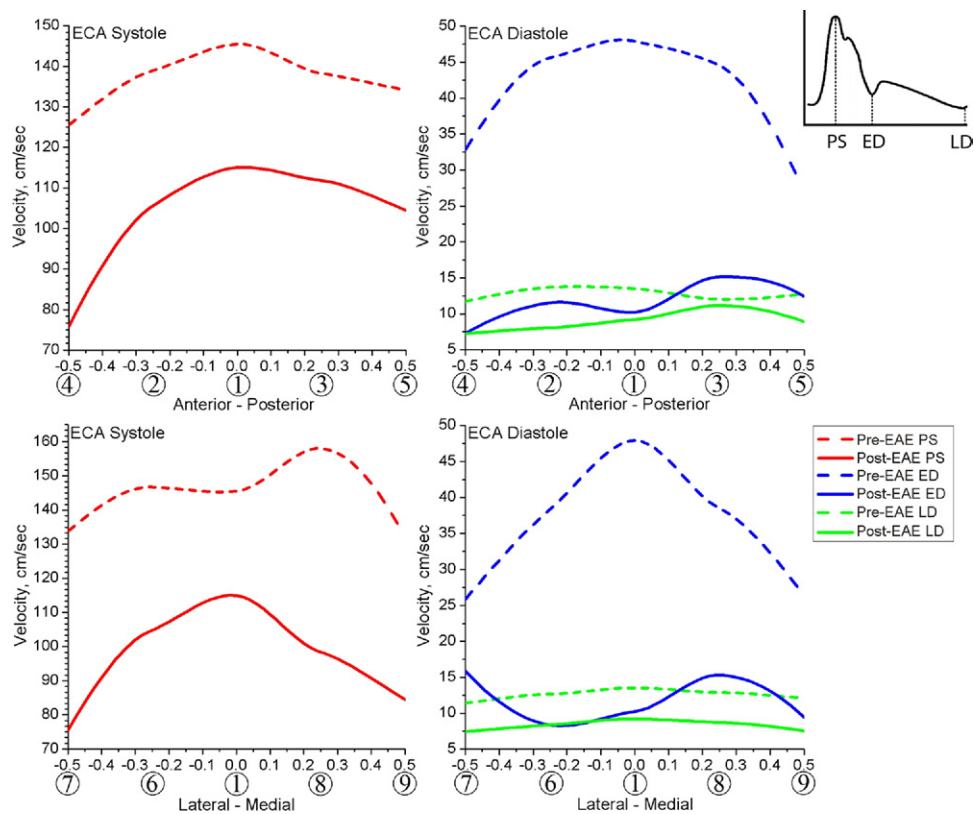 ECA Systole
150
140
130
120
110
100
90
80
70
Velocity, cm/sec
-0.5 -0.4 -0.3 -0.2 -0.1 0.0 0.1 0.2 0.3 0.4 0.5
④ ② ① ③ ⑤
Anterior - Posterior
ECA Diastole
50
45
40
35
30
25
20
15
10
5
Velocity, cm/sec
-0.5 -0.4 -0.3 -0.2 -0.1 0.0 0.1 0.2 0.3 0.4 0.5
④ ② ① ③ ⑤
Anterior - Posterior
PS ED LD
ECA Systole
160
150
140
130
120
110
100
90
80
70
Velocity, cm/sec
-0.5 -0.4 -0.3 -0.2 -0.1 0.0 0.1 0.2 0.3 0.4 0.5
⑦ ⑥ ① ⑧ ⑨
Lateral - Medial
ECA Diastole
50
45
40
35
30
25
20
15
10
5
Velocity, cm/sec
-0.5 -0.4 -0.3 -0.2 -0.1 0.0 0.1 0.2 0.3 0.4 0.5
⑦ ⑥ ① ⑧ ⑨
Lateral - Medial
Pre-EAE PS
Post-EAE PS
Pre-EAE ED
Post-EAE ED
Pre-EAE LD
Post-EAE LD